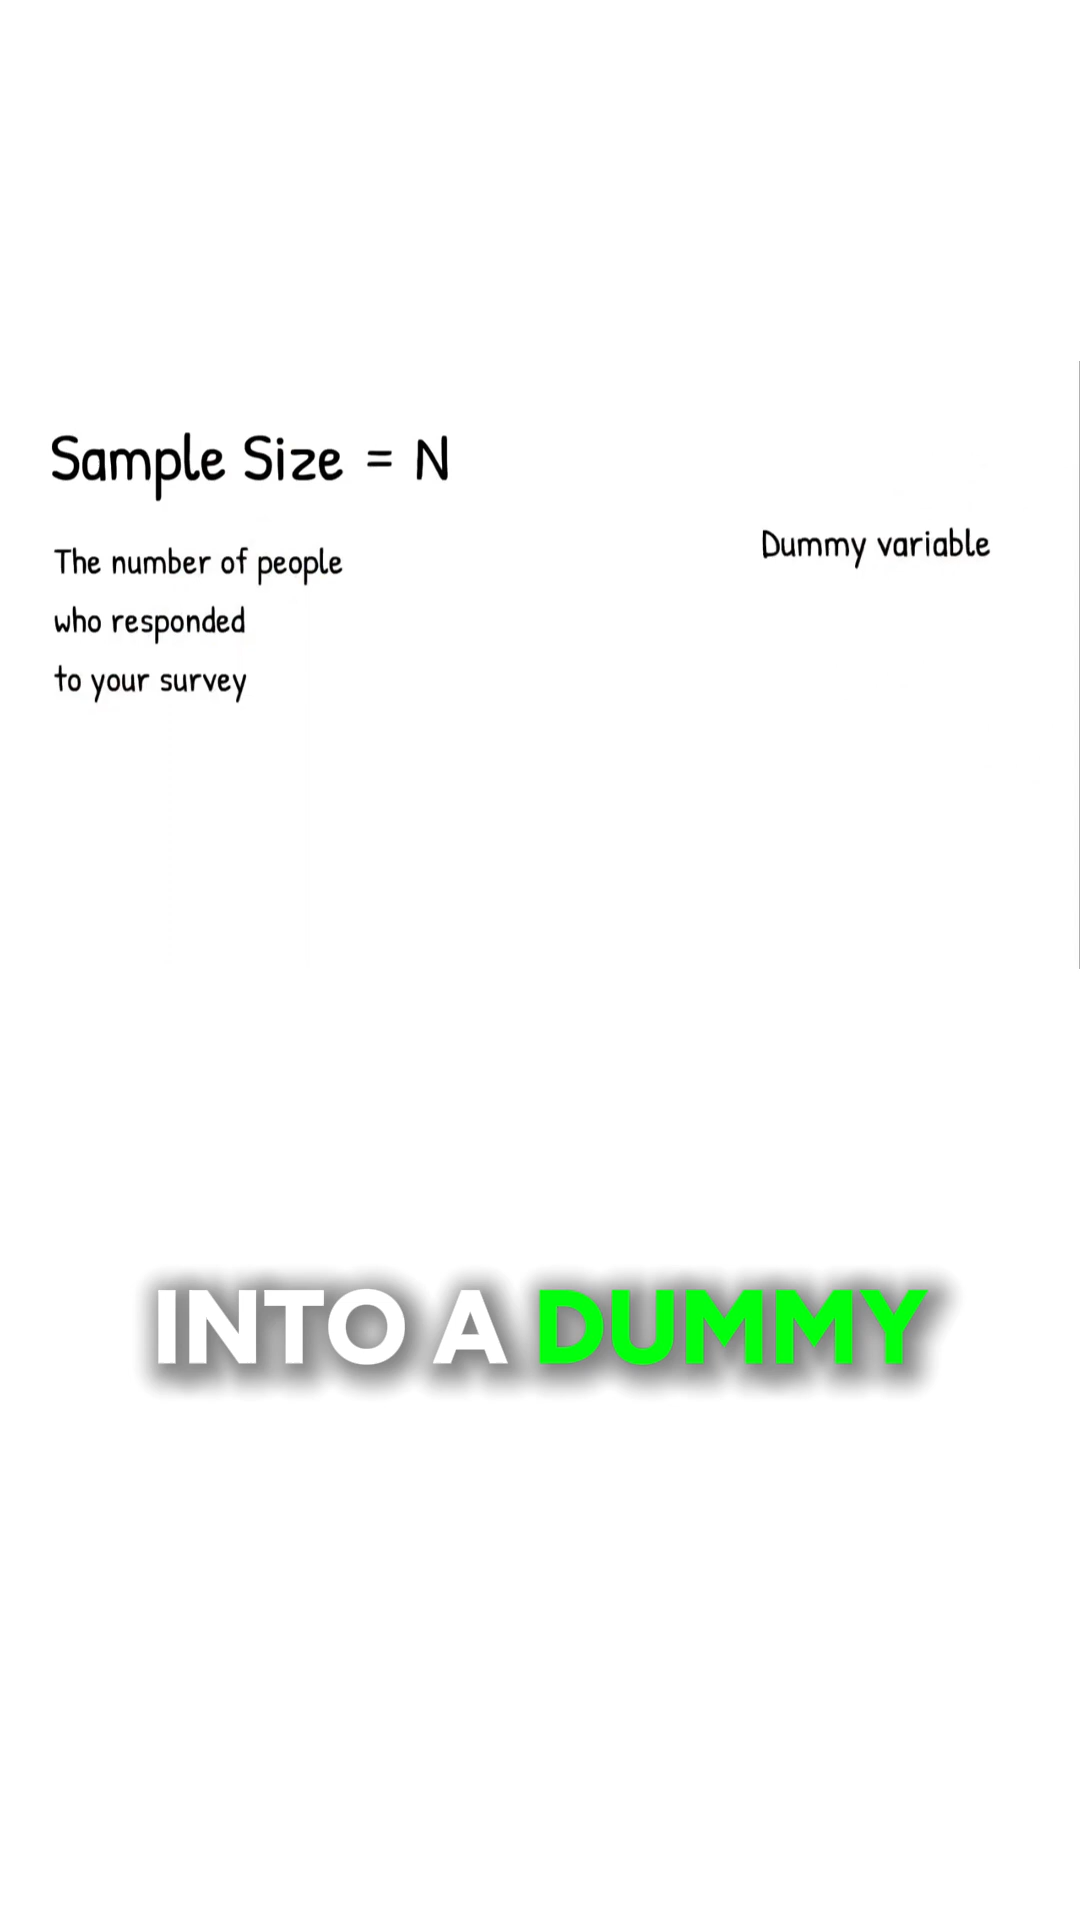 Sample Size = N
The number of people
who responded
to your survey
Dummy variable
INTO A DUMMY